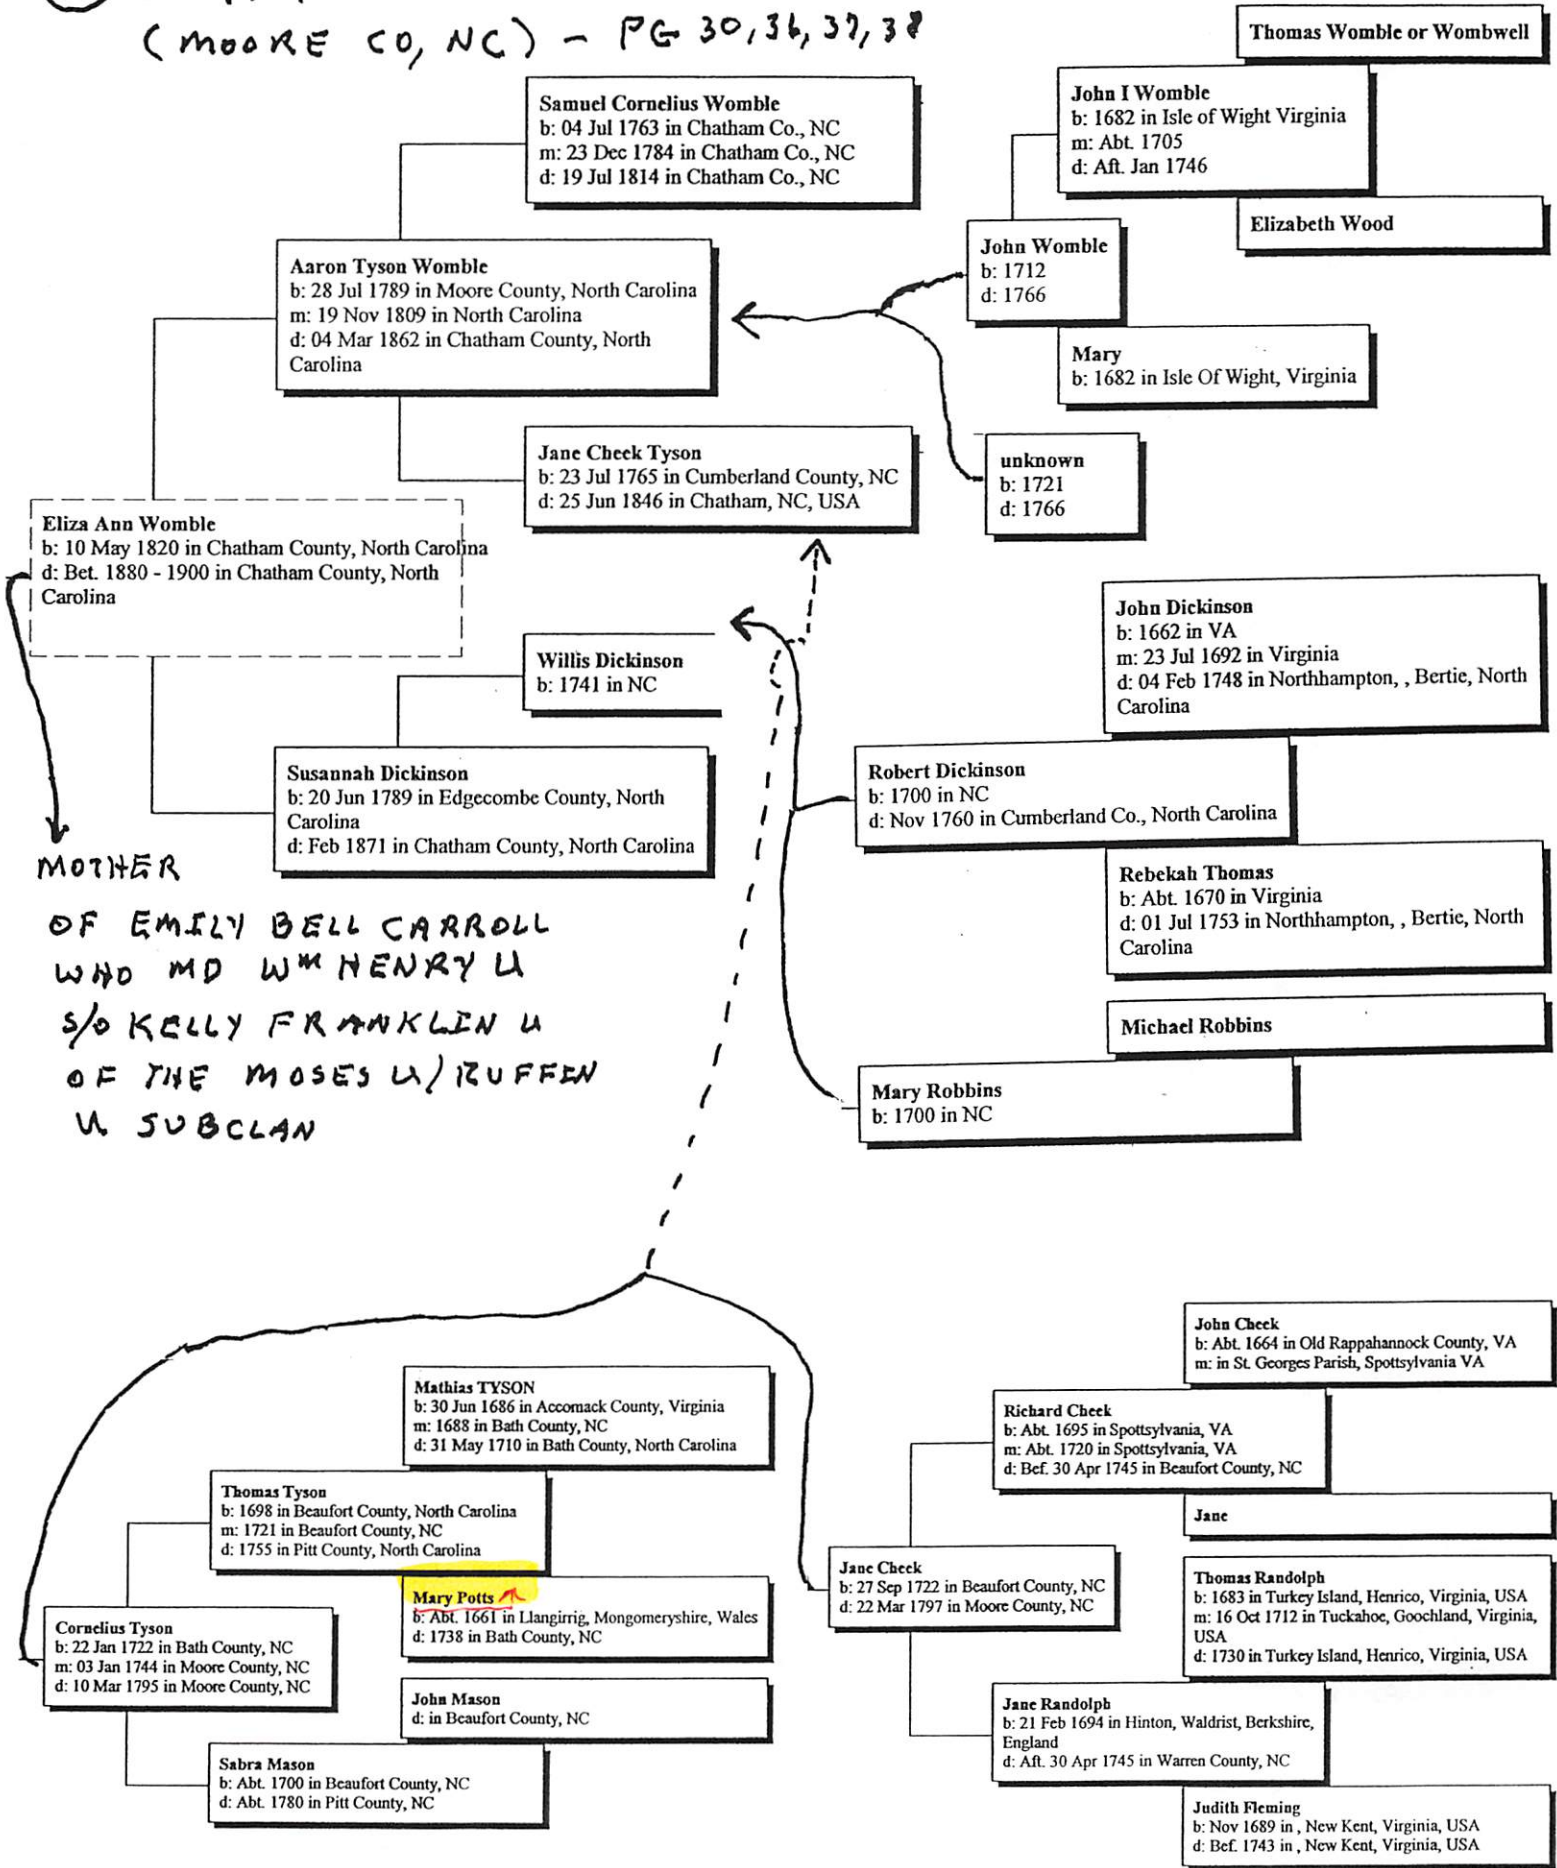 (MOORE CO, NC) - PG 30, 36, 37, 38
Thomas Womble or Wombwell
John I Womble
b: 1682 in Isle of Wight Virginia
m: Abt. 1705
d: Aft. Jan 1746
Samuel Cornelius Womble
b: 04 Jul 1763 in Chatham Co., NC
m: 23 Dec 1784 in Chatham Co., NC
d: 19 Jul 1814 in Chatham Co., NC
Elizabeth Wood
John Womble
b: 1712
d: 1766
Aaron Tyson Womble
b: 28 Jul 1789 in Moore County, North Carolina
m: 19 Nov 1809 in North Carolina
d: 04 Mar 1862 in Chatham County, North
Carolina
Mary
b: 1682 in Isle Of Wight, Virginia
Jane Cheek Tyson
b: 23 Jul 1765 in Cumberland County, NC
d: 25 Jun 1846 in Chatham, NC, USA
unknown
b: 1721
d: 1766
Eliza Ann Womble
b: 10 May 1820 in Chatham County, North Carolina
d: Bet. 1880 - 1900 in Chatham County, North
Carolina
John Dickinson
b: 1662 in VA
m: 23 Jul 1692 in Virginia
d: 04 Feb 1748 in Northhampton, , Bertie, North
Carolina
Willis Dickinson
b: 1741 in NC
Susannah Dickinson
b: 20 Jun 1789 in Edgecombe County, North
Carolina
d: Feb 1871 in Chatham County, North Carolina
Robert Dickinson
b: 1700 in NC
d: Nov 1760 in Cumberland Co., North Carolina
Rebekah Thomas
b: Abt. 1670 in Virginia
d: 01 Jul 1753 in Northhampton, , Bertie, North
Carolina
MOTHER
OF EMILY BELL CARROLL
WHO MD Wm HENRY U
S/O KELLY FRANKLIN U
OF THE MOSES U/RUFFIN
U SUBCLAN
Michael Robbins
Mary Robbins
b: 1700 in NC
Mathias TYSON
b: 30 Jun 1686 in Accomack County, Virginia
m: 1688 in Bath County, NC
d: 31 May 1710 in Bath County, North Carolina
Thomas Tyson
b: 1698 in Beaufort County, North Carolina
m: 1721 in Beaufort County, NC
d: 1755 in Pitt County, North Carolina
Mary Potts
b: Abt. 1661 in Llangirrig, Mongomeryshire, Wales
d: 1738 in Bath County, NC
Cornelius Tyson
b: 22 Jan 1722 in Bath County, NC
m: 03 Jan 1744 in Moore County, NC
d: 10 Mar 1795 in Moore County, NC
John Mason
d: in Beaufort County, NC
Sabra Mason
b: Abt. 1700 in Beaufort County, NC
d: Abt. 1780 in Pitt County, NC
John Cheek
b: Abt. 1664 in Old Rappahannock County, VA
m: in St. Georges Parish, Spottsylvania VA
Richard Cheek
b: Abt. 1695 in Spottsylvania, VA
m: Abt. 1720 in Spottsylvania, VA
d: Bef. 30 Apr 1745 in Beaufort County, NC
Jane
Jane Cheek
b: 27 Sep 1722 in Beaufort County, NC
d: 22 Mar 1797 in Moore County, NC
Thomas Randolph
b: 1683 in Turkey Island, Henrico, Virginia, USA
m: 16 Oct 1712 in Tuckahoe, Goochland, Virginia,
USA
d: 1730 in Turkey Island, Henrico, Virginia, USA
Jane Randolph
b: 21 Feb 1694 in Hinton, Waldrist, Berkshire,
England
d: Aft. 30 Apr 1745 in Warren County, NC
Judith Fleming
b: Nov 1689 in , New Kent, Virginia, USA
d: Bef. 1743 in , New Kent, Virginia, USA